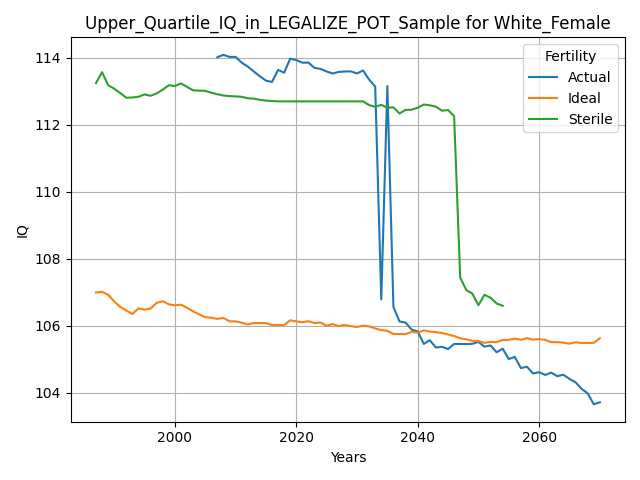 Upper_Quartile_IQ_in_LEGALIZE_POT_Sample for White_Female
Fertility
Actual
Ideal
Sterile
IQ
114
112
110
108
106
104
2000
2020
2040
2060
Years